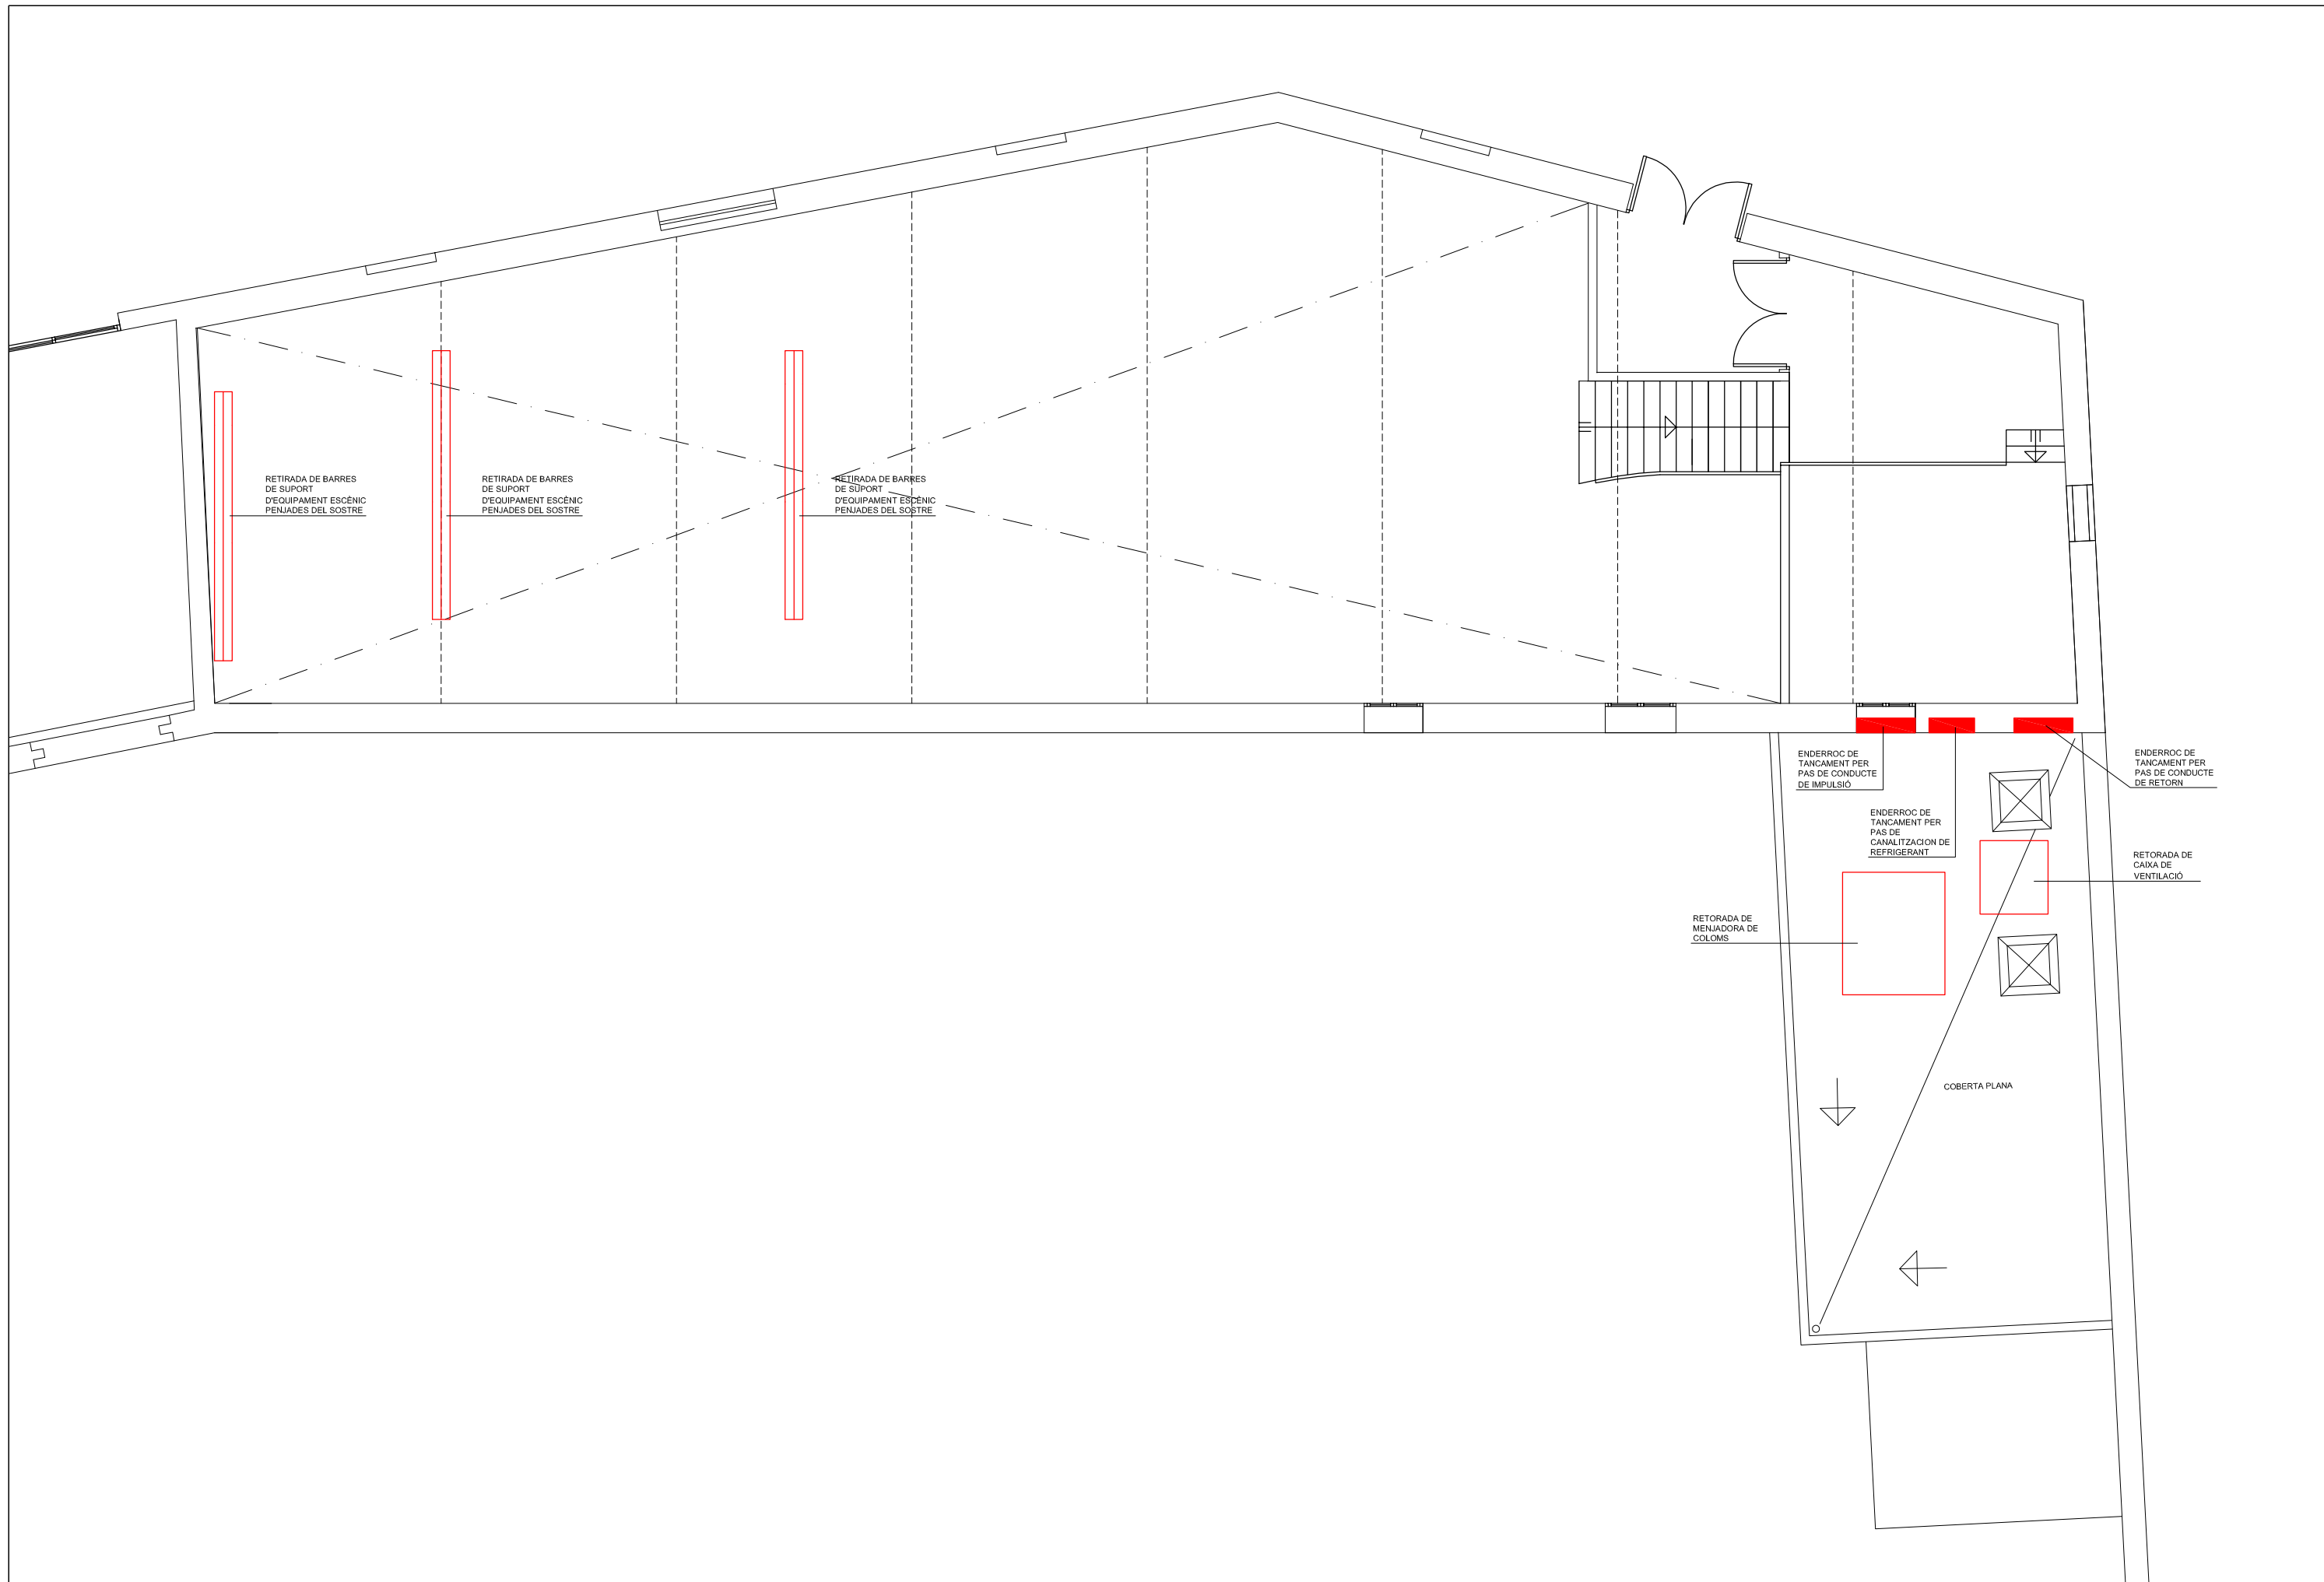 RETIRADA DE BARRES
DE SUPORT
D'EQUIPAMENT ESCÈNIC
PENJADES DEL SOSTRE
RETIRADA DE BARRES
DE SUPORT
D'EQUIPAMENT ESCÈNIC
PENJADES DEL SOSTRE
RETIRADA DE BARRES
DE SUPORT
D'EQUIPAMENT ESCÈNIC
PENJADES DEL SOSTRE
ENDERROC DE
TANCAMENT PER
PAS DE CONDUCTE
DE IMPULSIÓ
ENDERROC DE
TANCAMENT PER
PAS DE CONDUCTE
DE RETORN
ENDERROC DE
TANCAMENT PER
PAS DE
CANALITZACION DE
REFRIGERANT
RETORADA DE
CAIXA DE
VENTILACIÓ
RETORADA DE
MENJADORA DE
COLOMS
COBERTA PLANA